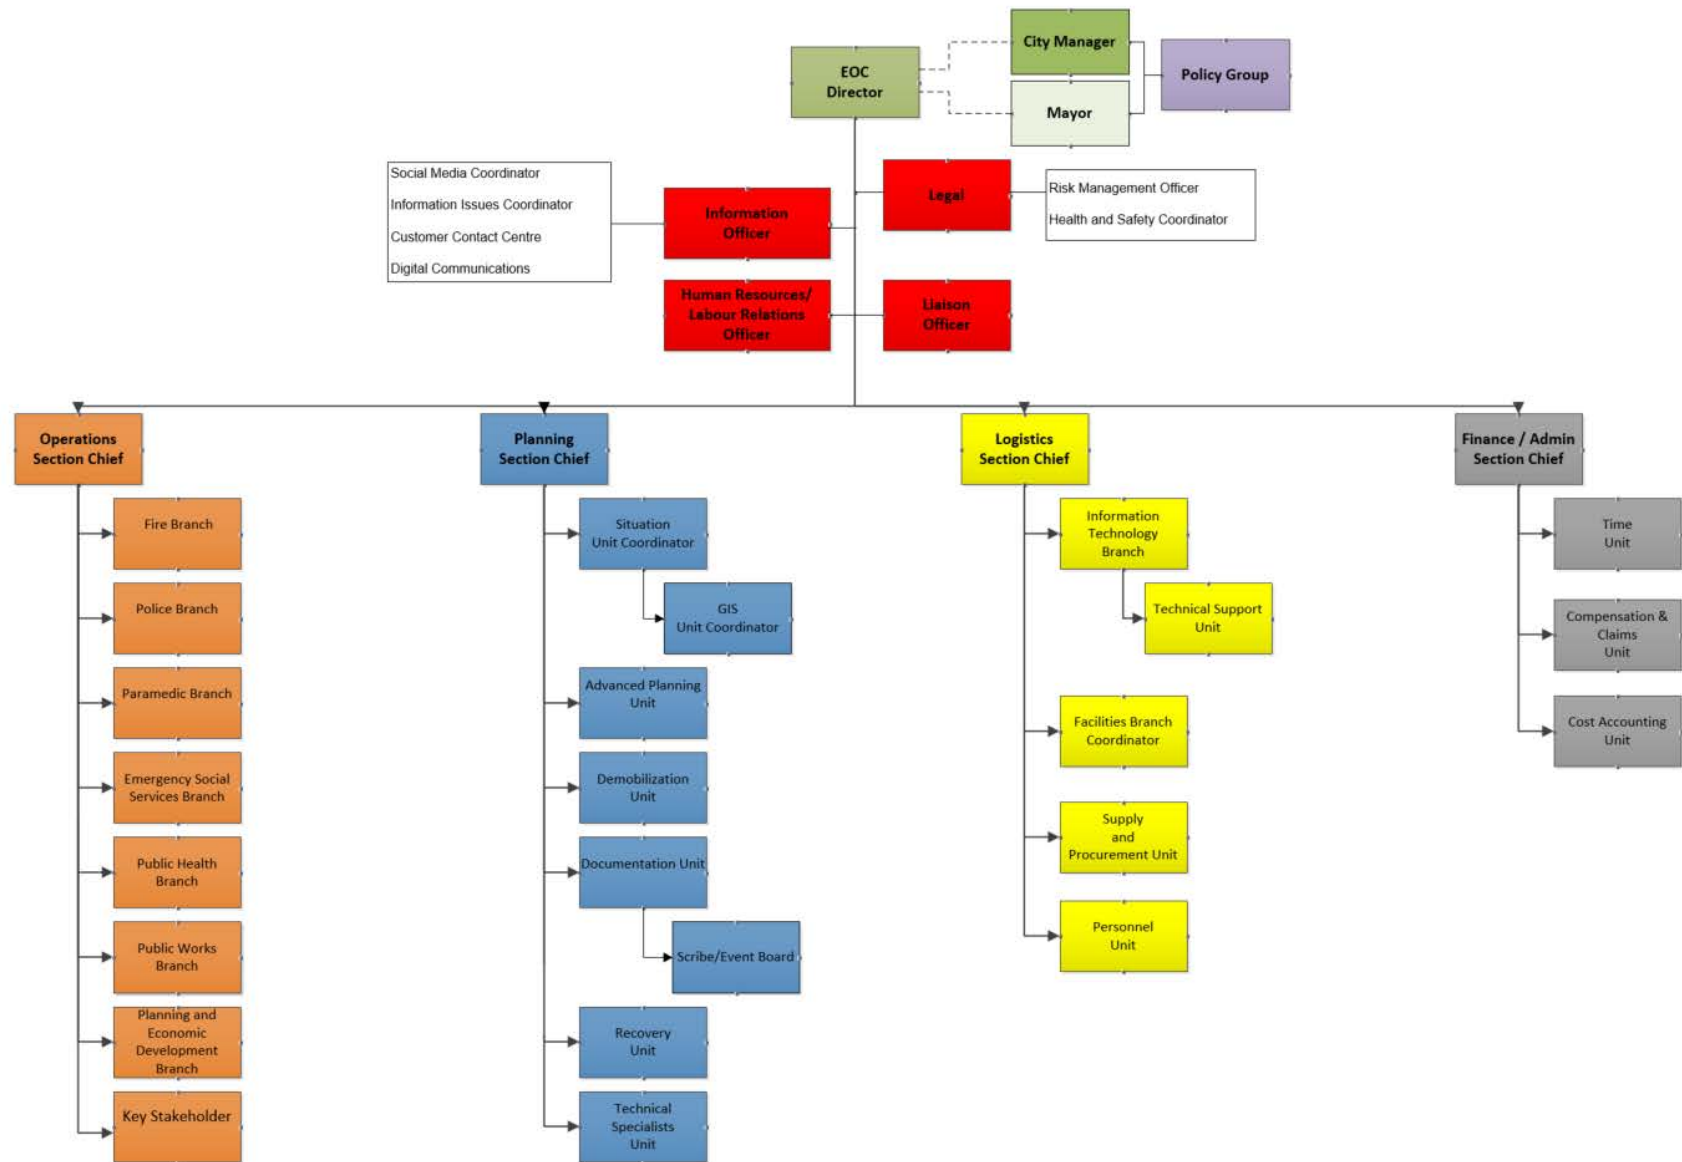 City Manager
EOC
Director
Policy Group
Mayor
Social Media Coordinator
Information Issues Coordinator
Customer Contact Centre
Digital Communications
Information
Officer
Legal
Risk Management Officer
Health and Safety Coordinator
Human Resources/
Labour Relations
Officer
Liaison
Officer
Operations
Section Chief
Fire Branch
Police Branch
Paramedic Branch
Emergency Social
Services Branch
Public Health
Branch
Public Works
Branch
Planning and
Economic
Development
Branch
Key Stakeholder
Planning
Section Chief
Situation
Unit Coordinator
GIS
Unit Coordinator
Advanced Planning
Unit
Demobilization
Unit
Documentation Unit
Scribe/Event Board
Recovery
Unit
Technical
Specialists
Unit
Logistics
Section Chief
Information
Technology
Branch
Technical Support
Unit
Facilities Branch
Coordinator
Supply
and
Procurement Unit
Personnel
Unit
Finance / Admin
Section Chief
Time
Unit
Compensation &
Claims
Unit
Cost Accounting
Unit